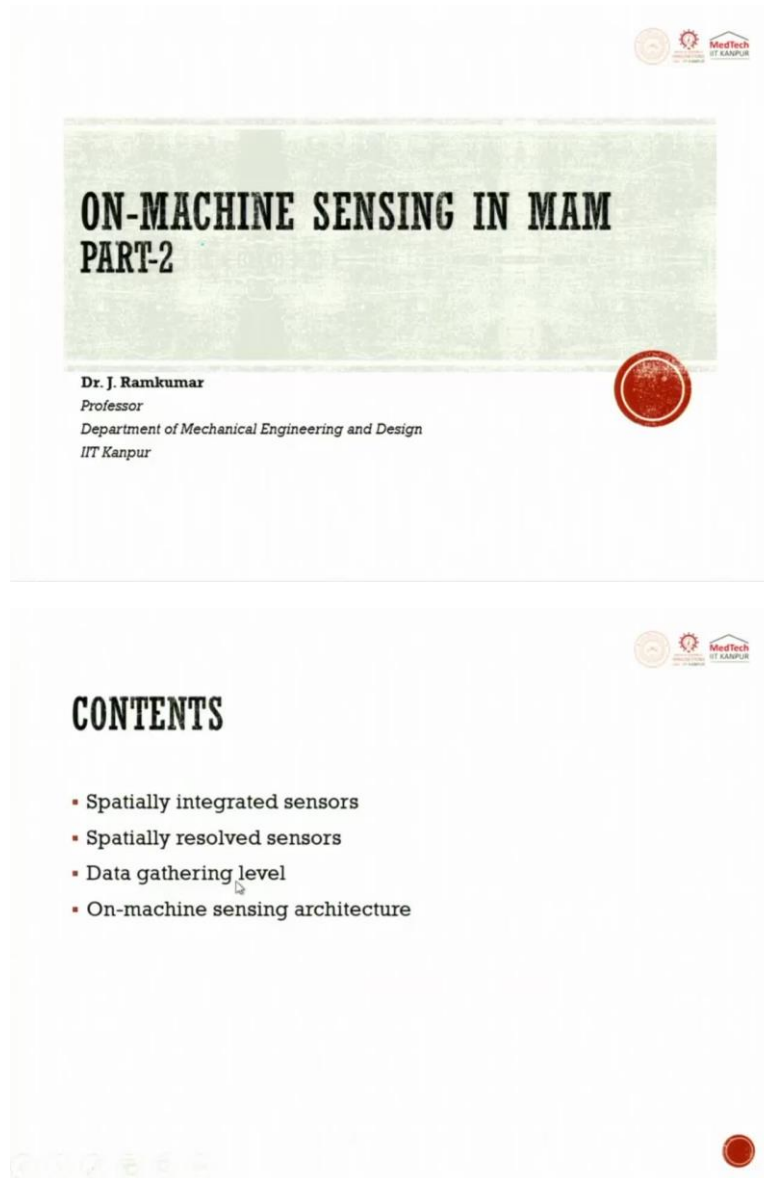 MedTech
IIT KANPUR
ON-MACHINE SENSING IN MAM
PART-2
Dr. J. Ramkumar
Professor
Department of Mechanical Engineering and Design
IIT Kanpur
MedTech
IIT KANPUR
CONTENTS
▪ Spatially integrated sensors
▪ Spatially resolved sensors
▪ Data gathering level
▪ On-machine sensing architecture